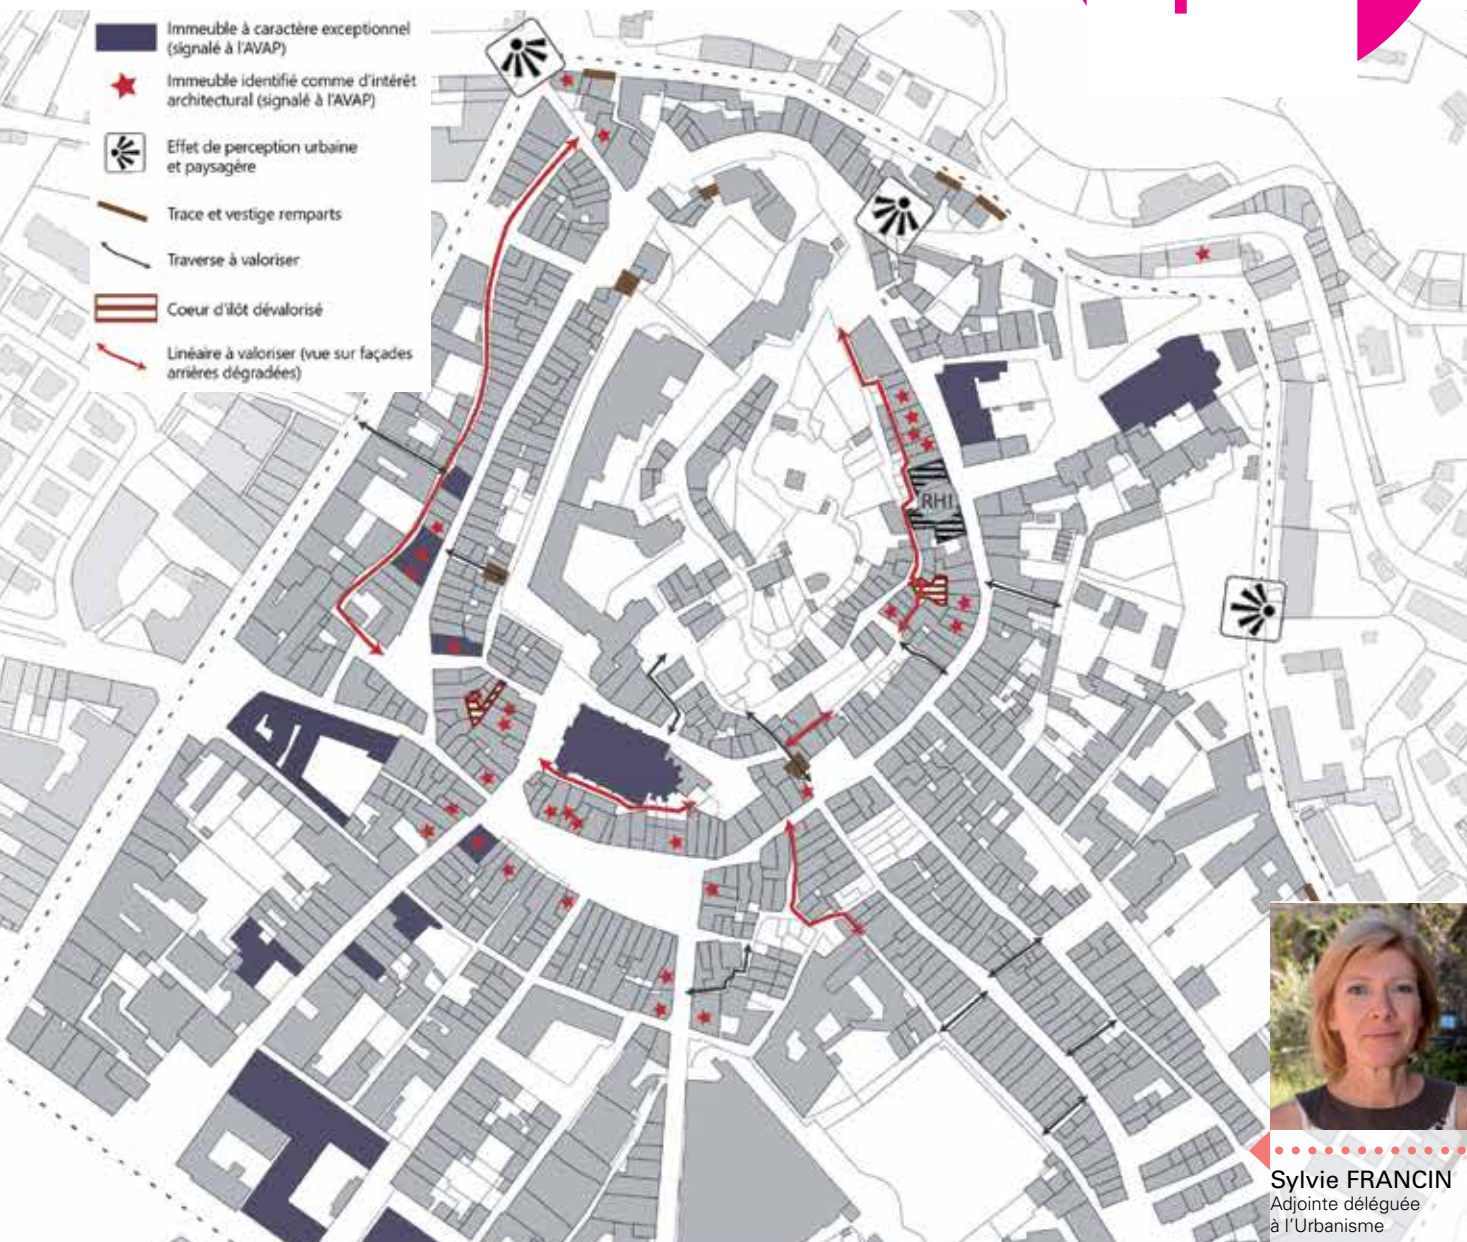 Immeuble à caractère exceptionnel
(signalé à l'AVAP)
Immeuble identifié comme d'intérêt
architectural (signalé à l'AVAP)
Effet de perception urbaine
et paysagère
Trace et vestige remparts
Traverse à valoriser
Coeur d'ilôt dévalorisé
Linéaire à valoriser (vue sur façades
arrières dégradées)
RHI
Sylvie FRANCIN
Adjointe déléguée
à l'Urbanisme